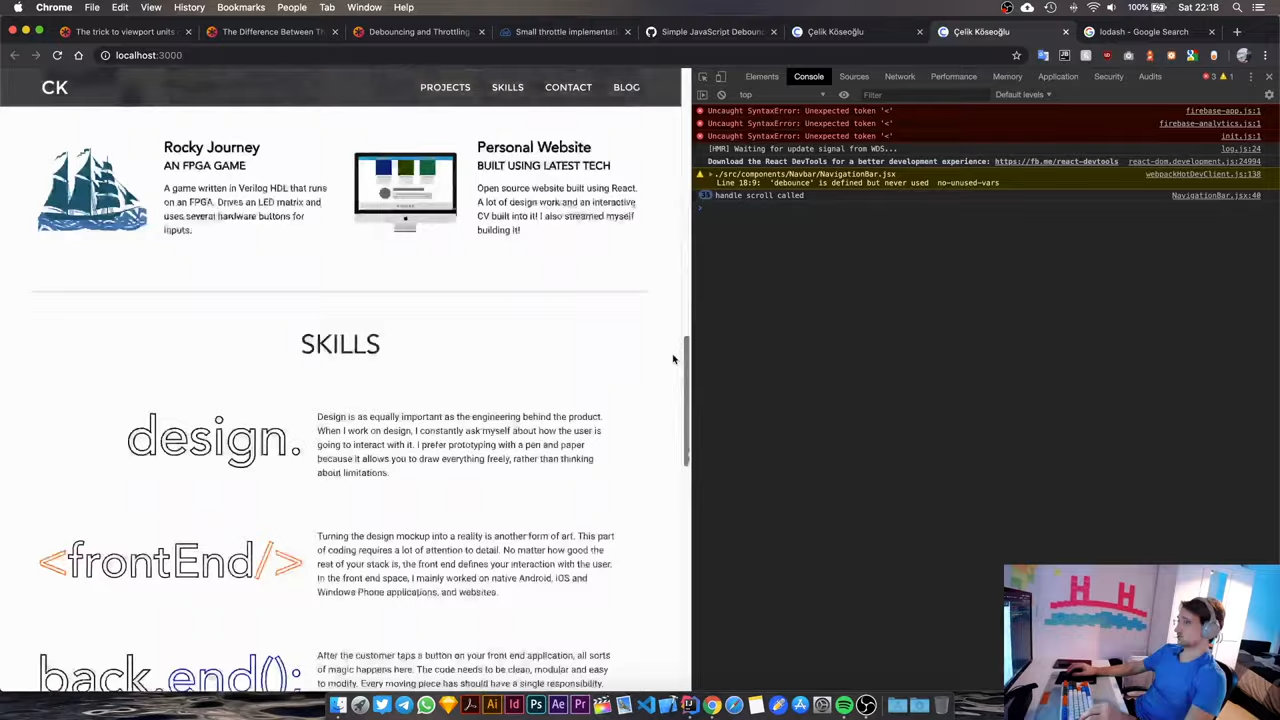 Chrome File Edit View History Bookmarks People Tab Window Help 100% Sat 22:18
The trick to viewport units
The Difference Between Th
Debouncing and Throttling
Small throttle implementati
Simple JavaScript Deboun
Çelik Köseoğlu
Çelik Köseoğlu
lodash - Google Search
localhost:3000
CK PROJECTS SKILLS CONTACT BLOG
Rocky Journey
AN FPGA GAME
A game written in Verilog HDL that runs
on an FPGA. Drives an LED matrix and
uses several hardware buttons for
inputs.
Personal Website
BUILT USING LATEST TECH
Open source website built using React.
A lot of design work and an interactive
CV built into it! I also streamed myself
building it!
SKILLS
design.
Design is as equally important as the engineering behind the product.
When I work on design, I constantly ask myself about how the user is
going to interact with it. I prefer prototyping with a pen and paper
because it allows you to draw everything freely, rather than thinking
about limitations.
<frontEnd/>
Turning the design mockup into a reality is another form of art. This part
of coding requires a lot of attention to detail. No matter how good the
rest of your stack is, the front end defines your interaction with the user.
In the front end space, I mainly worked on native Android, iOS and
Windows Phone applications, and websites.
back.end();
After the customer taps a button on your front end application, all sorts
of magic happens here. The code needs to be clean, modular and easy
to modify. Every moving piece has should have a single responsibility.
Elements Console Sources Network Performance Memory Application Security Audits 3 1
top Filter Default levels
Uncaught SyntaxError: Unexpected token '<' firebase-app.js:1
Uncaught SyntaxError: Unexpected token '<' firebase-analytics.js:1
Uncaught SyntaxError: Unexpected token '<' init.js:1
[HMR] Waiting for update signal from WDS... log.js:24
Download the React DevTools for a better development experience: https://fb.me/react-devtools react-dom.development.js:24994
./src/components/Navbar/NavigationBar.jsx webpackHotDevClient.js:138
Line 18:9: 'debounce' is defined but never used no-unused-vars
handle scroll called NavigationBar.jsx:40